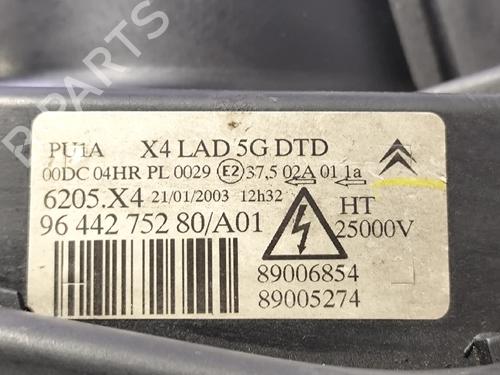 B PARTS
PU1A X4 LAD 5G DTD
00DC 04HR PL 0029 E2 37,5 02A 01 1a
6205.X4 21/01/2003 12h32
96 442 752 80/A01
HT
25000V
89006854
89005274